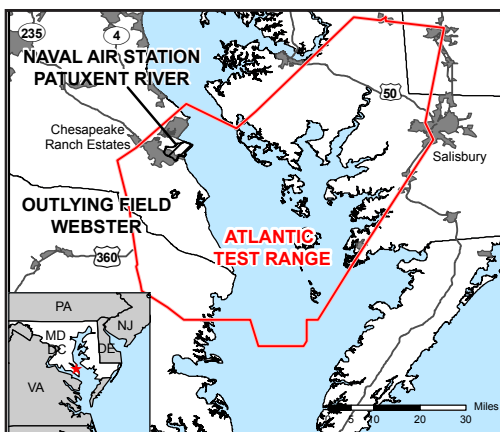 235
4
NAVAL AIR STATION
PATUXENT RIVER
50
Chesapeake
Ranch Estates
Salisbury
OUTLYING FIELD
WEBSTER
ATLANTIC
TEST RANGE
360
PA
MD
NJ
DC
DE
VA
Miles
5 10 20 30